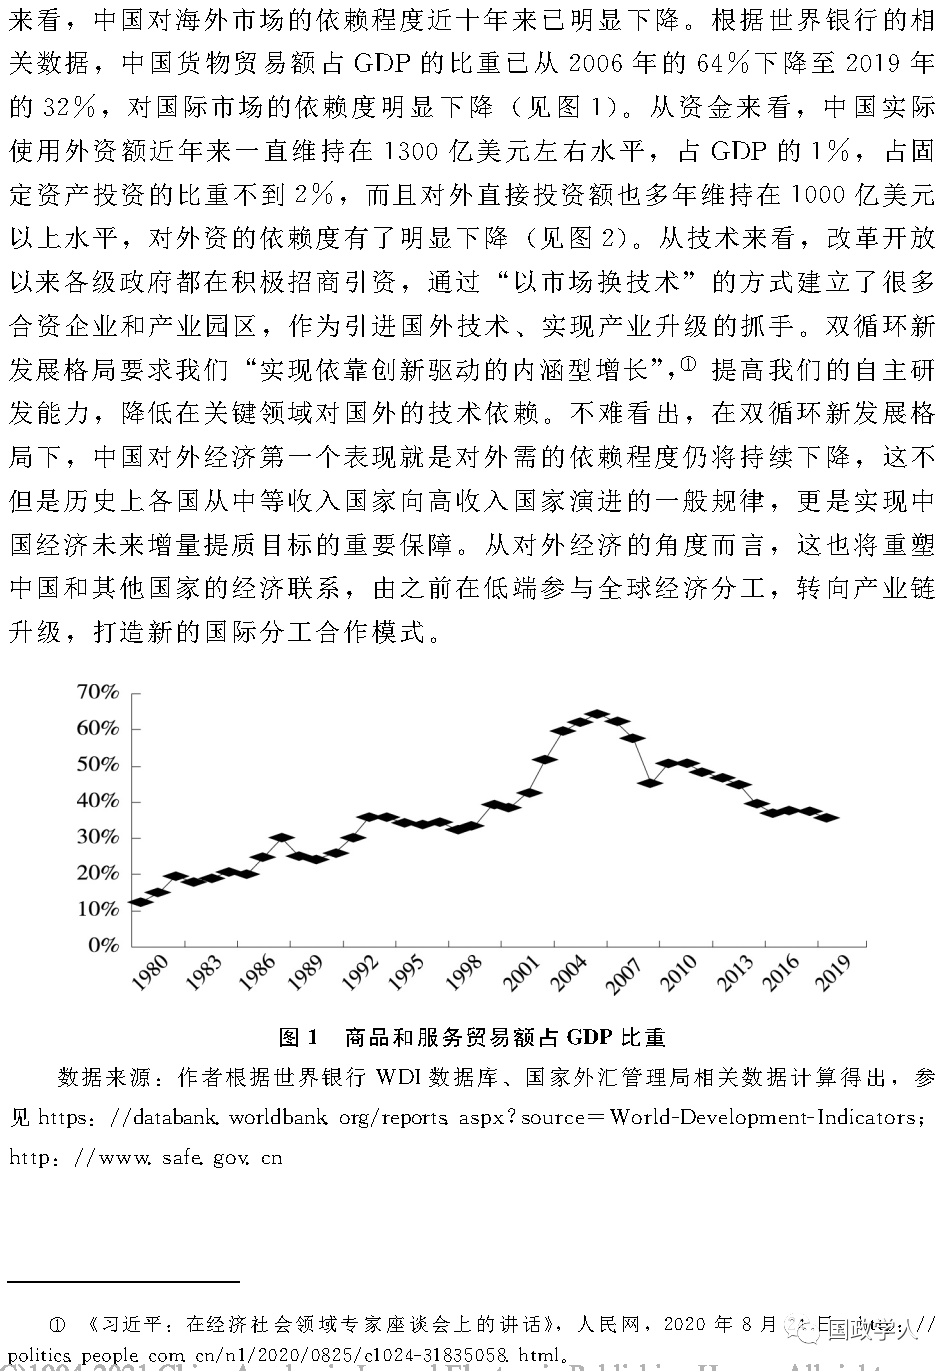 来看，中国对海外市场的依赖程度近十年来已明显下降。根据世界银行的相
关数据，中国货物贸易额占 GDP 的比重已从 2006 年的 64％下降至 2019 年
的 32％，对国际市场的依赖度明显下降（见图 1）。从资金来看，中国实际
使用外资额近年来一直维持在 1300 亿美元左右水平，占 GDP 的 1％，占固
定资产投资的比重不到 2％，而且对外直接投资额也多年维持在 1000 亿美元
以上水平，对外资的依赖度有了明显下降（见图 2）。从技术来看，改革开放
以来各级政府都在积极招商引资，通过“以市场换技术”的方式建立了很多
合资企业和产业园区，作为引进国外技术、实现产业升级的抓手。双循环新
发展格局要求我们“实现依靠创新驱动的内涵型增长”，① 提高我们的自主研
发能力，降低在关键领域对国外的技术依赖。不难看出，在双循环新发展格
局下，中国对外经济第一个表现就是对外需的依赖程度仍将持续下降，这不
但是历史上各国从中等收入国家向高收入国家演进的一般规律，更是实现中
国经济未来增量提质目标的重要保障。从对外经济的角度而言，这也将重塑
中国和其他国家的经济联系，由之前在低端参与全球经济分工，转向产业链
升级，打造新的国际分工合作模式。
70%
60%
50%
40%
30%
20%
10%
0%
1980 1983 1986 1989 1992 1995 1998 2001 2004 2007 2010 2013 2016 2019
图 1 商品和服务贸易额占 GDP 比重
数据来源：作者根据世界银行 WDI 数据库、国家外汇管理局相关数据计算得出，参
见 https：//databank. worldbank. org/reports. aspx？source＝World-Development-Indicators；
http：//www. safe. gov. cn
① 《习近平：在经济社会领域专家座谈会上的讲话》，人民网，2020 年 8 月
国政学人
politics. people. com. cn/n1/2020/0825/c1024-31835058. html。